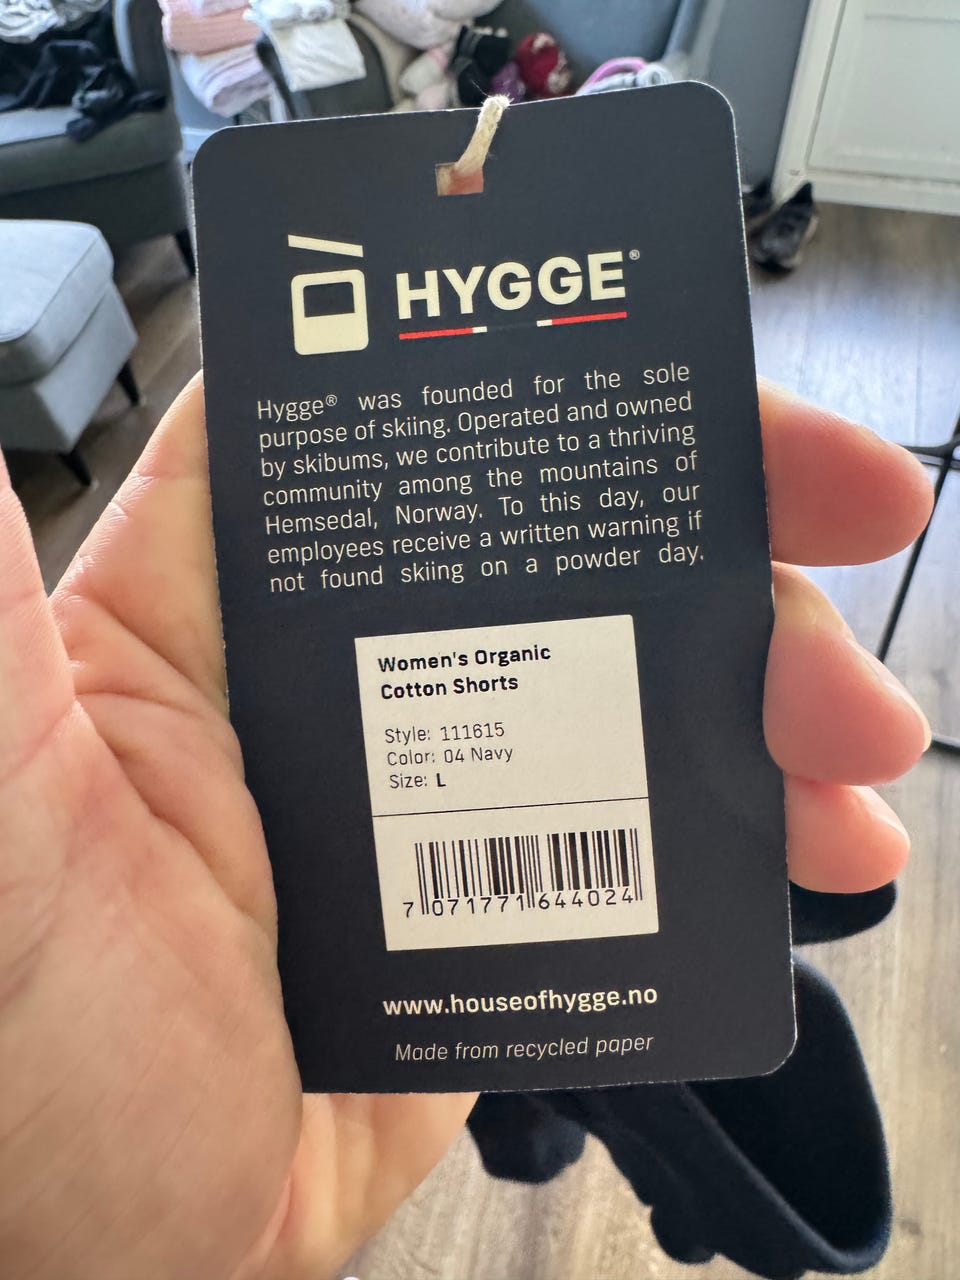 HYGGE®
Hygge® was founded for the sole
purpose of skiing. Operated and owned
by skibums, we contribute to a thriving
community among the mountains of
Hemsedal, Norway. To this day, our
employees receive a written warning if
not found skiing on a powder day.
Women's Organic
Cotton Shorts
Style: 111615
Color: 04 Navy
Size: L
7 071771 644024
www.houseofhygge.no
Made from recycled paper